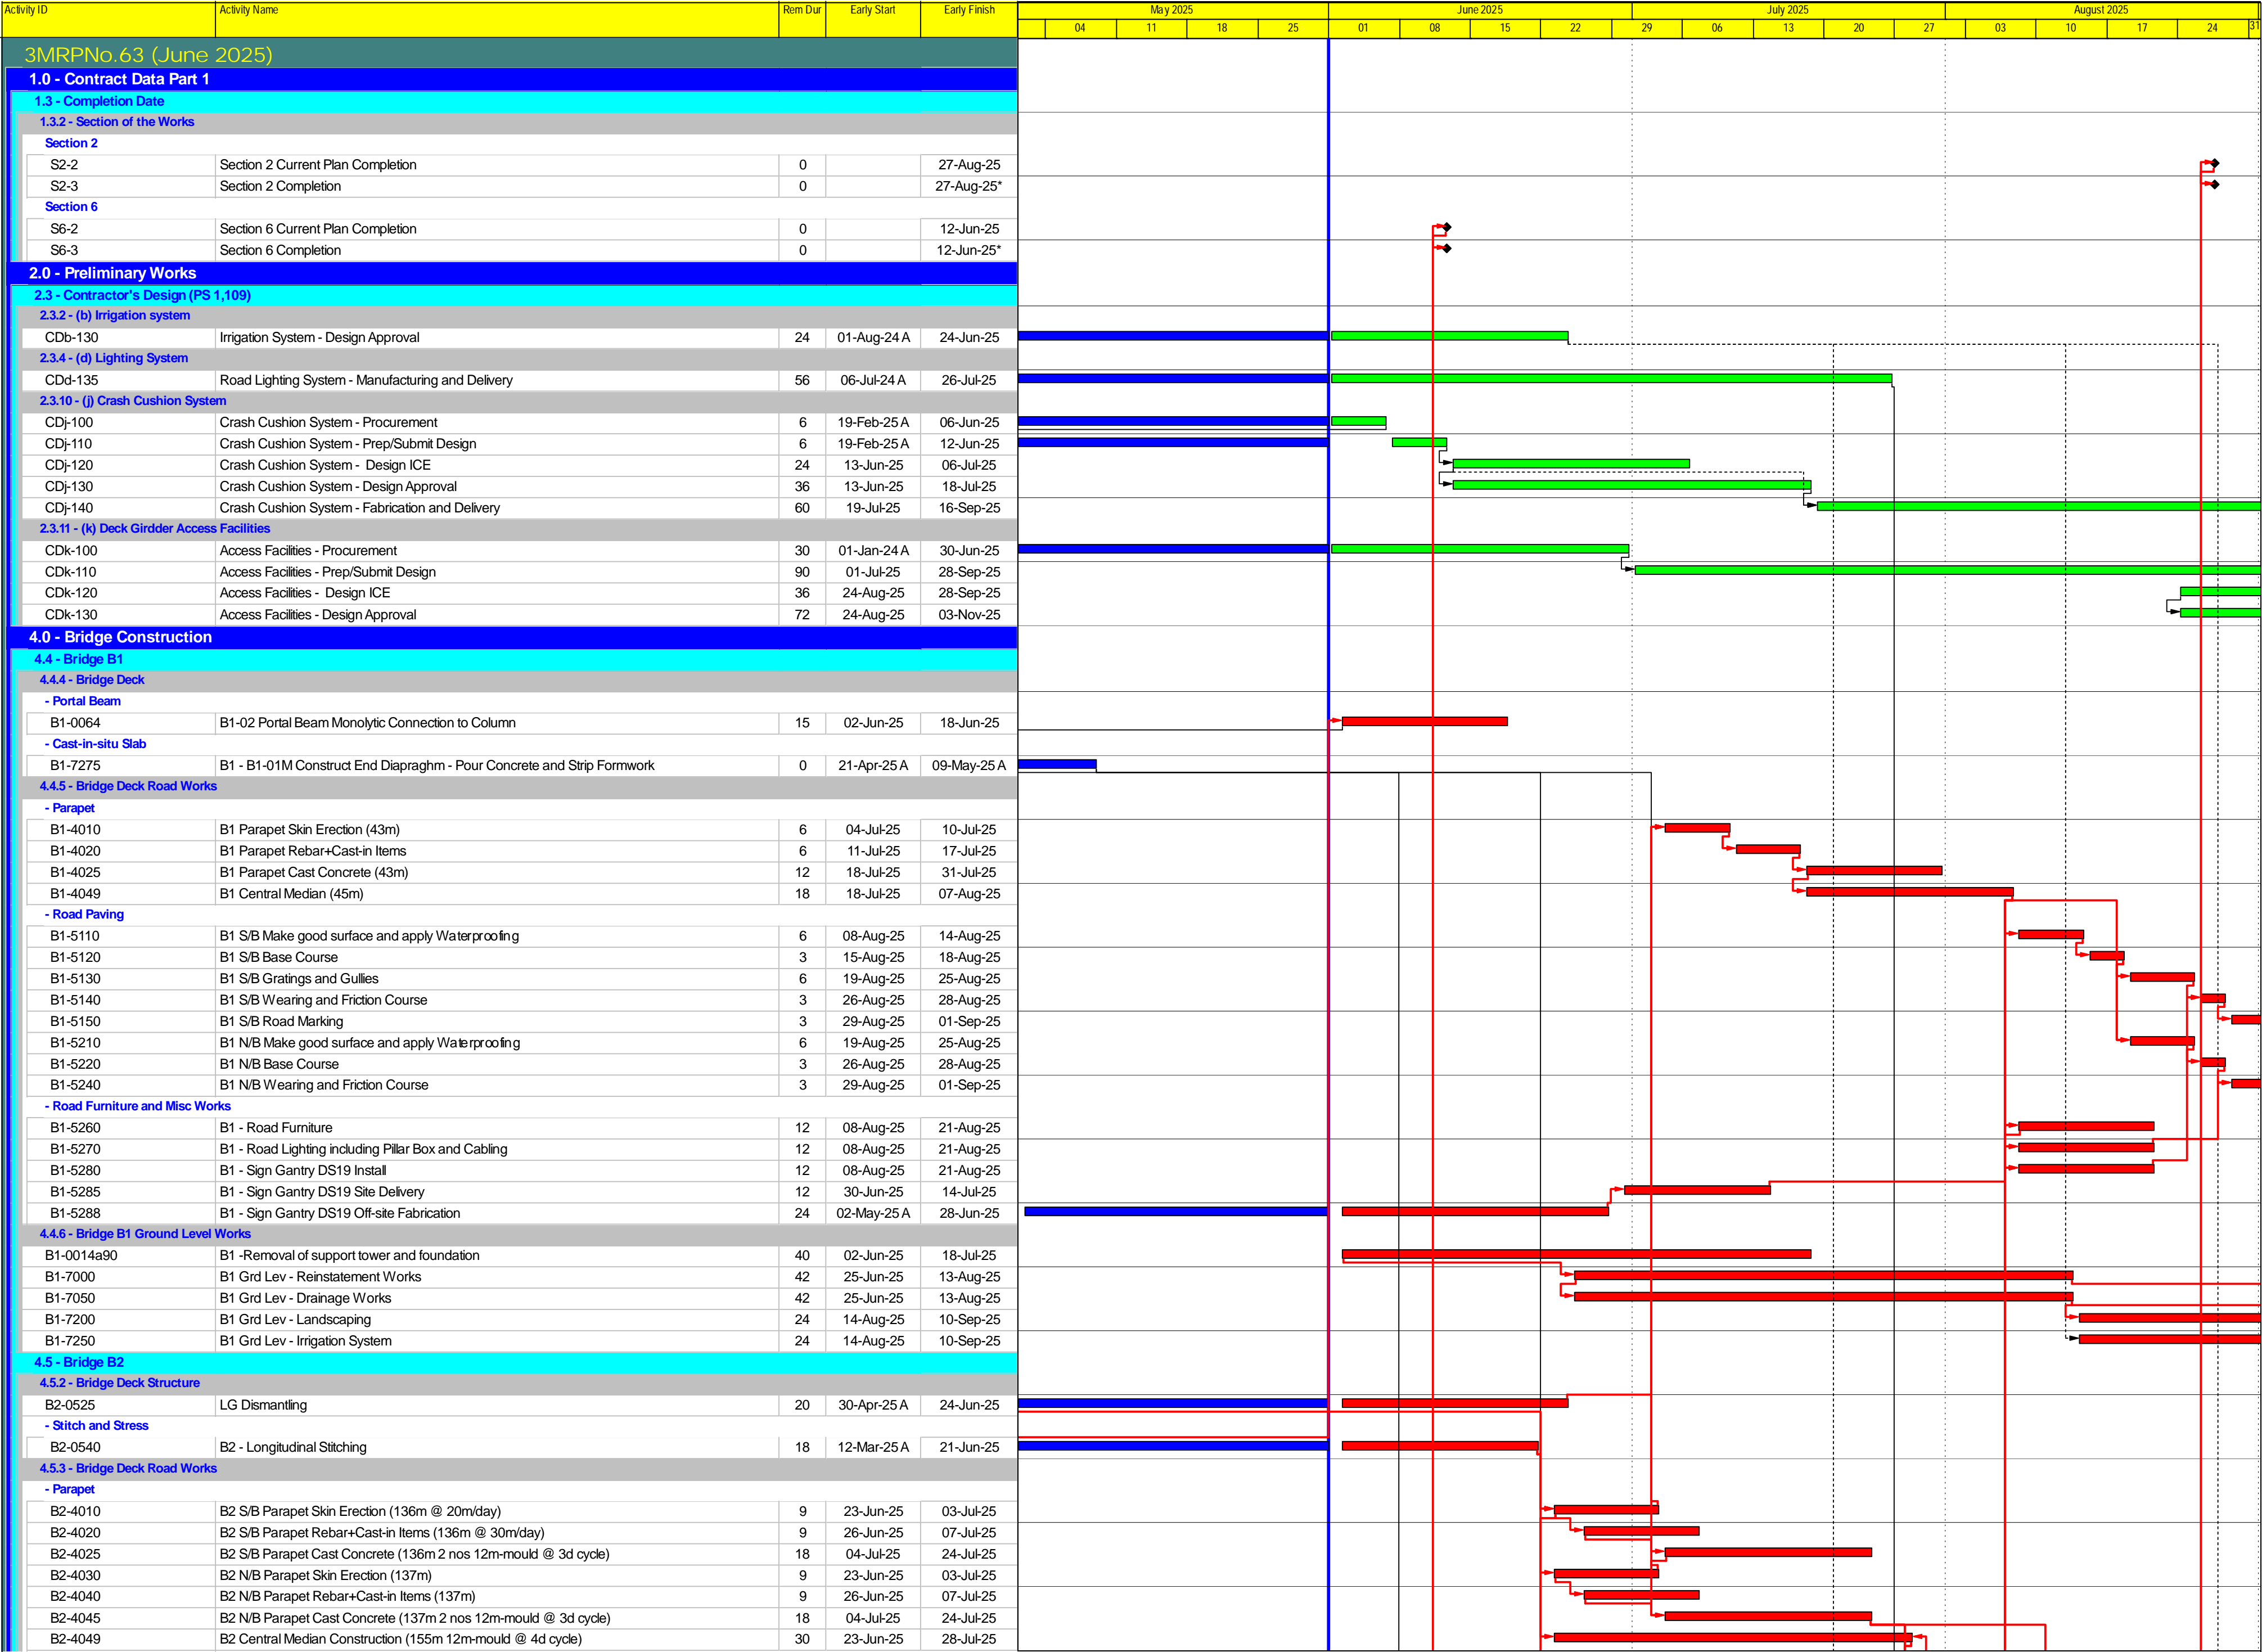 Activity ID Activity Name Rem Dur Early Start Early Finish May 2025 June 2025 July 2025 August 2025
04 11 18 25 01 08 15 22 29 06 13 20 27 03 10 17 24 31
3MRPNo.63 (June 2025)
1.0 - Contract Data Part 1
1.3 - Completion Date
1.3.2 - Section of the Works
Section 2
S2-2 Section 2 Current Plan Completion 0 27-Aug-25
S2-3 Section 2 Completion 0 27-Aug-25*
Section 6
S6-2 Section 6 Current Plan Completion 0 12-Jun-25
S6-3 Section 6 Completion 0 12-Jun-25*
2.0 - Preliminary Works
2.3 - Contractor's Design (PS 1,109)
2.3.2 - (b) Irrigation system
CDb-130 Irrigation System - Design Approval 24 01-Aug-24 A 24-Jun-25
2.3.4 - (d) Lighting System
CDd-135 Road Lighting System - Manufacturing and Delivery 56 06-Jul-24 A 26-Jul-25
2.3.10 - (j) Crash Cushion System
CDj-100 Crash Cushion System - Procurement 6 19-Feb-25 A 06-Jun-25
CDj-110 Crash Cushion System - Prep/Submit Design 6 19-Feb-25 A 12-Jun-25
CDj-120 Crash Cushion System - Design ICE 24 13-Jun-25 06-Jul-25
CDj-130 Crash Cushion System - Design Approval 36 13-Jun-25 18-Jul-25
CDj-140 Crash Cushion System - Fabrication and Delivery 60 19-Jul-25 16-Sep-25
2.3.11 - (k) Deck Girdder Access Facilities
CDk-100 Access Facilities - Procurement 30 01-Jan-24 A 30-Jun-25
CDk-110 Access Facilities - Prep/Submit Design 90 01-Jul-25 28-Sep-25
CDk-120 Access Facilities - Design ICE 36 24-Aug-25 28-Sep-25
CDk-130 Access Facilities - Design Approval 72 24-Aug-25 03-Nov-25
4.0 - Bridge Construction
4.4 - Bridge B1
4.4.4 - Bridge Deck
- Portal Beam
B1-0064 B1-02 Portal Beam Monolytic Connection to Column 15 02-Jun-25 18-Jun-25
- Cast-in-situ Slab
B1-7275 B1 - B1-01M Construct End Diapraghm - Pour Concrete and Strip Formwork 0 21-Apr-25 A 09-May-25 A
4.4.5 - Bridge Deck Road Works
- Parapet
B1-4010 B1 Parapet Skin Erection (43m) 6 04-Jul-25 10-Jul-25
B1-4020 B1 Parapet Rebar+Cast-in Items 6 11-Jul-25 17-Jul-25
B1-4025 B1 Parapet Cast Concrete (43m) 12 18-Jul-25 31-Jul-25
B1-4049 B1 Central Median (45m) 18 18-Jul-25 07-Aug-25
- Road Paving
B1-5110 B1 S/B Make good surface and apply Waterproofing 6 08-Aug-25 14-Aug-25
B1-5120 B1 S/B Base Course 3 15-Aug-25 18-Aug-25
B1-5130 B1 S/B Gratings and Gullies 6 19-Aug-25 25-Aug-25
B1-5140 B1 S/B Wearing and Friction Course 3 26-Aug-25 28-Aug-25
B1-5150 B1 S/B Road Marking 3 29-Aug-25 01-Sep-25
B1-5210 B1 N/B Make good surface and apply Waterproofing 6 19-Aug-25 25-Aug-25
B1-5220 B1 N/B Base Course 3 26-Aug-25 28-Aug-25
B1-5240 B1 N/B Wearing and Friction Course 3 29-Aug-25 01-Sep-25
- Road Furniture and Misc Works
B1-5260 B1 - Road Furniture 12 08-Aug-25 21-Aug-25
B1-5270 B1 - Road Lighting including Pillar Box and Cabling 12 08-Aug-25 21-Aug-25
B1-5280 B1 - Sign Gantry DS19 Install 12 08-Aug-25 21-Aug-25
B1-5285 B1 - Sign Gantry DS19 Site Delivery 12 30-Jun-25 14-Jul-25
B1-5288 B1 - Sign Gantry DS19 Off-site Fabrication 24 02-May-25 A 28-Jun-25
4.4.6 - Bridge B1 Ground Level Works
B1-0014a90 B1 -Removal of support tower and foundation 40 02-Jun-25 18-Jul-25
B1-7000 B1 Grd Lev - Reinstatement Works 42 25-Jun-25 13-Aug-25
B1-7050 B1 Grd Lev - Drainage Works 42 25-Jun-25 13-Aug-25
B1-7200 B1 Grd Lev - Landscaping 24 14-Aug-25 10-Sep-25
B1-7250 B1 Grd Lev - Irrigation System 24 14-Aug-25 10-Sep-25
4.5 - Bridge B2
4.5.2 - Bridge Deck Structure
B2-0525 LG Dismantling 20 30-Apr-25 A 24-Jun-25
- Stitch and Stress
B2-0540 B2 - Longitudinal Stitching 18 12-Mar-25 A 21-Jun-25
4.5.3 - Bridge Deck Road Works
- Parapet
B2-4010 B2 S/B Parapet Skin Erection (136m @ 20m/day) 9 23-Jun-25 03-Jul-25
B2-4020 B2 S/B Parapet Rebar+Cast-in Items (136m @ 30m/day) 9 26-Jun-25 07-Jul-25
B2-4025 B2 S/B Parapet Cast Concrete (136m 2 nos 12m-mould @ 3d cycle) 18 04-Jul-25 24-Jul-25
B2-4030 B2 N/B Parapet Skin Erection (137m) 9 23-Jun-25 03-Jul-25
B2-4040 B2 N/B Parapet Rebar+Cast-in Items (137m) 9 26-Jun-25 07-Jul-25
B2-4045 B2 N/B Parapet Cast Concrete (137m 2 nos 12m-mould @ 3d cycle) 18 04-Jul-25 24-Jul-25
B2-4049 B2 Central Median Construction (155m 12m-mould @ 4d cycle) 30 23-Jun-25 28-Jul-25